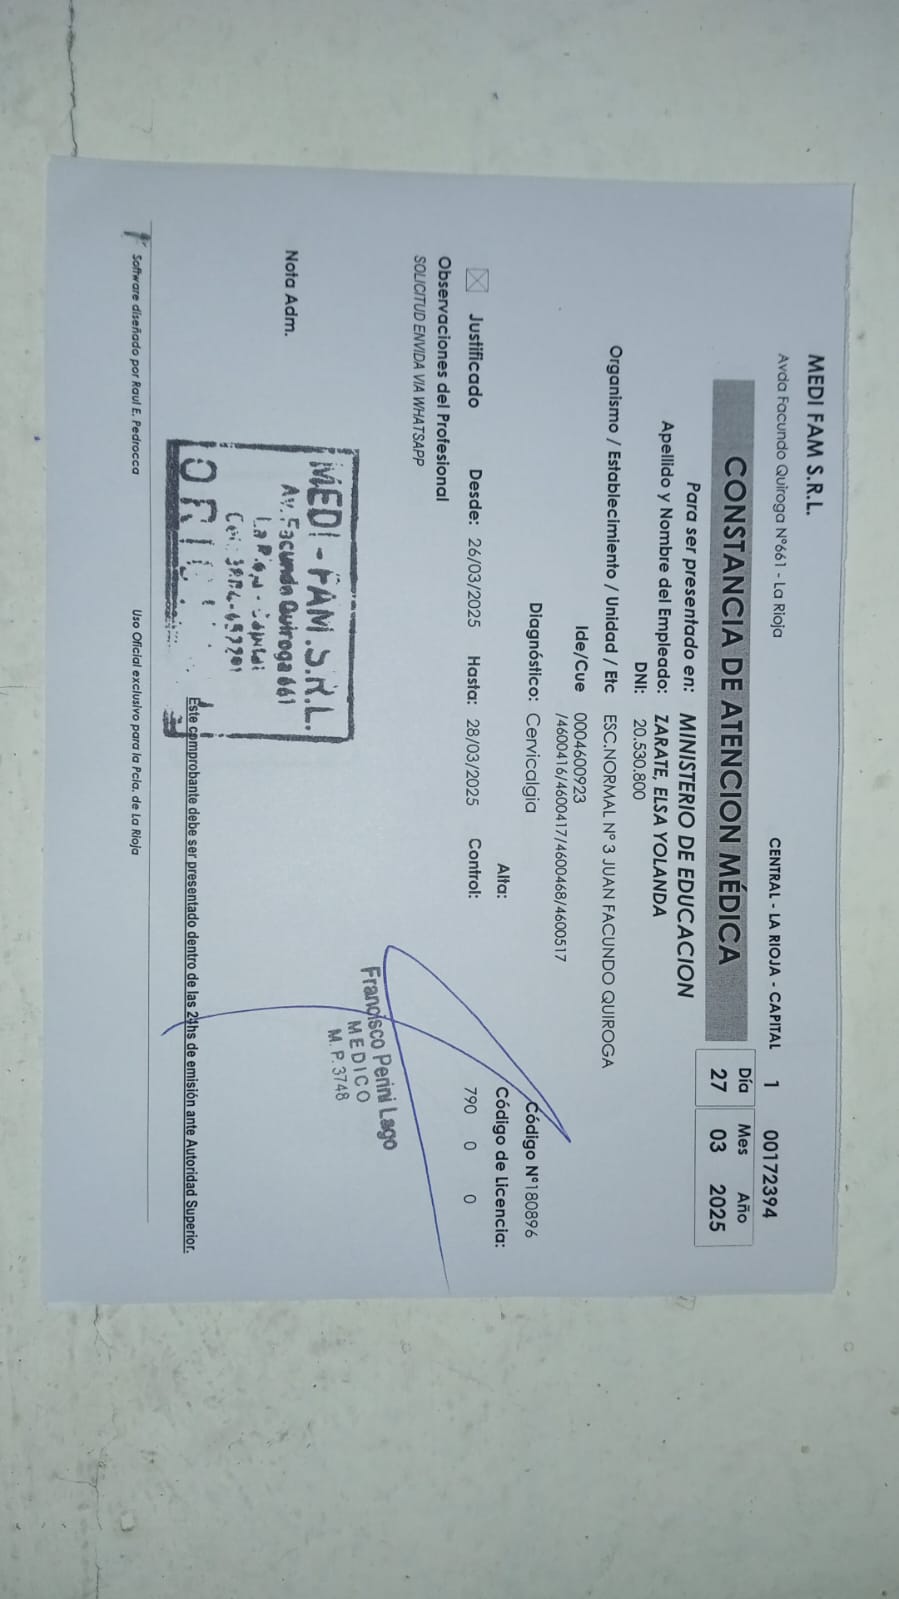 MEDI FAM S.R.L.
Avda Facundo Quiroga N°661 - La Rioja
CENTRAL - LA RIOJA - CAPITAL 1 00172394
CONSTANCIA DE ATENCION MÉDICA
Día Mes Año
27 03 2025
Para ser presentado en: MINISTERIO DE EDUCACION
Apellido y Nombre del Empleado: ZARATE, ELSA YOLANDA
DNI: 20.530.800
Organismo / Establecimiento / Unidad / Etc ESC.NORMAL N° 3 JUAN FACUNDO QUIROGA
Ide/Cue 0004600923
/4600416/4600417/4600468/4600517
Diagnóstico: Cervicalgia
Código N°180896
Alta:
Código de Licencia:
Justificado Desde: 26/03/2025 Hasta: 28/03/2025 Control: 790 0 0
Observaciones del Profesional
SOLICITUD ENVIDA VIA WHATSAPP
Francisco Perini Lago
MEDICO
M. P. 3748
Nota Adm.
MEDI - FAM.S.R.L.
Av. Facundo Quiroga 661
Este comprobante debe ser presentado dentro de las 24hs de emisión ante Autoridad Superior.
Software diseñado por Raul E. Pedrocca
Uso Oficial exclusivo para la Pcia. de La Rioja